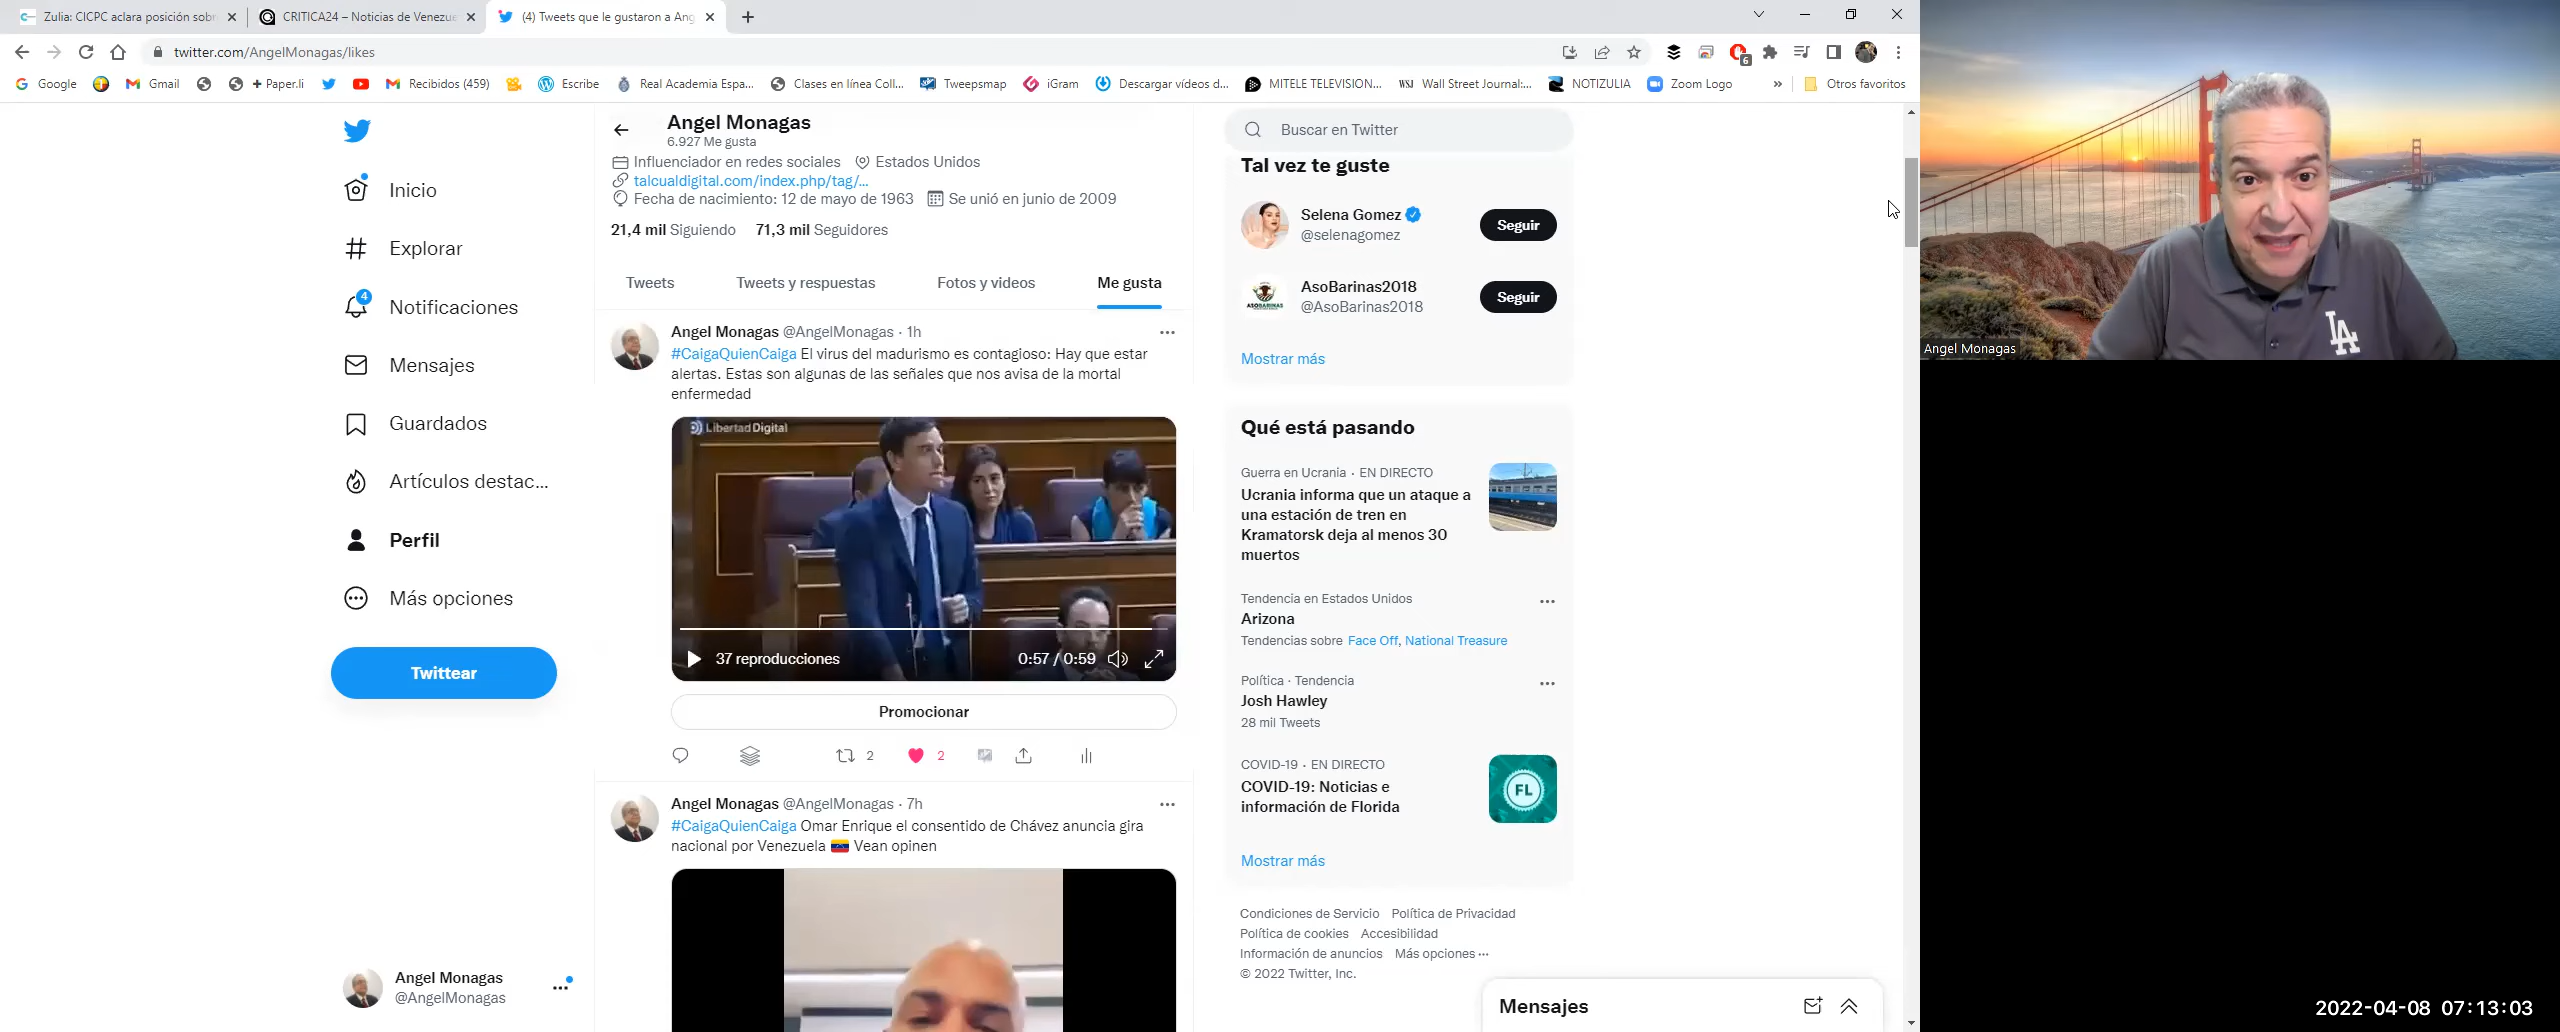 Zulia: CICPC aclara posición sobr
CRITICA24 – Noticias de Venezue
(4) Tweets que le gustaron a Ang
twitter.com/AngelMonagas/likes
6
Google
Gmail
+ Paper.li
Recibidos (459)
Escribe
Real Academia Espa...
Clases en línea Coll...
Tweepsmap
iGram
Descargar vídeos d...
MITELE TELEVISION...
WSJ
Wall Street Journal:...
NOTIZULIA
Zoom Logo
»
Otros favoritos
Inicio
Explorar
4
Notificaciones
Mensajes
Guardados
Artículos destac...
Perfil
Más opciones
Twittear
Angel Monagas
@AngelMonagas
Angel Monagas
6.927 Me gusta
Influenciador en redes sociales Estados Unidos
talcualdigital.com/index.php/tag/...
Fecha de nacimiento: 12 de mayo de 1963 Se unió en junio de 2009
21,4 mil Siguiendo 71,3 mil Seguidores
Tweets Tweets y respuestas Fotos y videos Me gusta
Angel Monagas @AngelMonagas · 1h
#CaigaQuienCaiga El virus del madurismo es contagioso: Hay que estar
alertas. Estas son algunas de las señales que nos avisa de la mortal
enfermedad
Libertad Digital
37 reproducciones 0:57 / 0:59
Promocionar
2 2
Angel Monagas @AngelMonagas · 7h
#CaigaQuienCaiga Omar Enrique el consentido de Chávez anuncia gira
nacional por Venezuela Vean opinen
Buscar en Twitter
Tal vez te guste
Selena Gomez
@selenagomez
Seguir
ASOBARINAS
AsoBarinas2018
@AsoBarinas2018
Seguir
Mostrar más
Qué está pasando
Guerra en Ucrania · EN DIRECTO
Ucrania informa que un ataque a
una estación de tren en
Kramatorsk deja al menos 30
muertos
Tendencia en Estados Unidos
Arizona
Tendencias sobre Face Off, National Treasure
Política · Tendencia
Josh Hawley
28 mil Tweets
COVID-19 · EN DIRECTO
COVID-19: Noticias e
información de Florida
FL
Mostrar más
Condiciones de Servicio Política de Privacidad
Política de cookies Accesibilidad
Información de anuncios Más opciones ···
© 2022 Twitter, Inc.
Mensajes
LA
Angel Monagas
2022-04-08 07:13:03